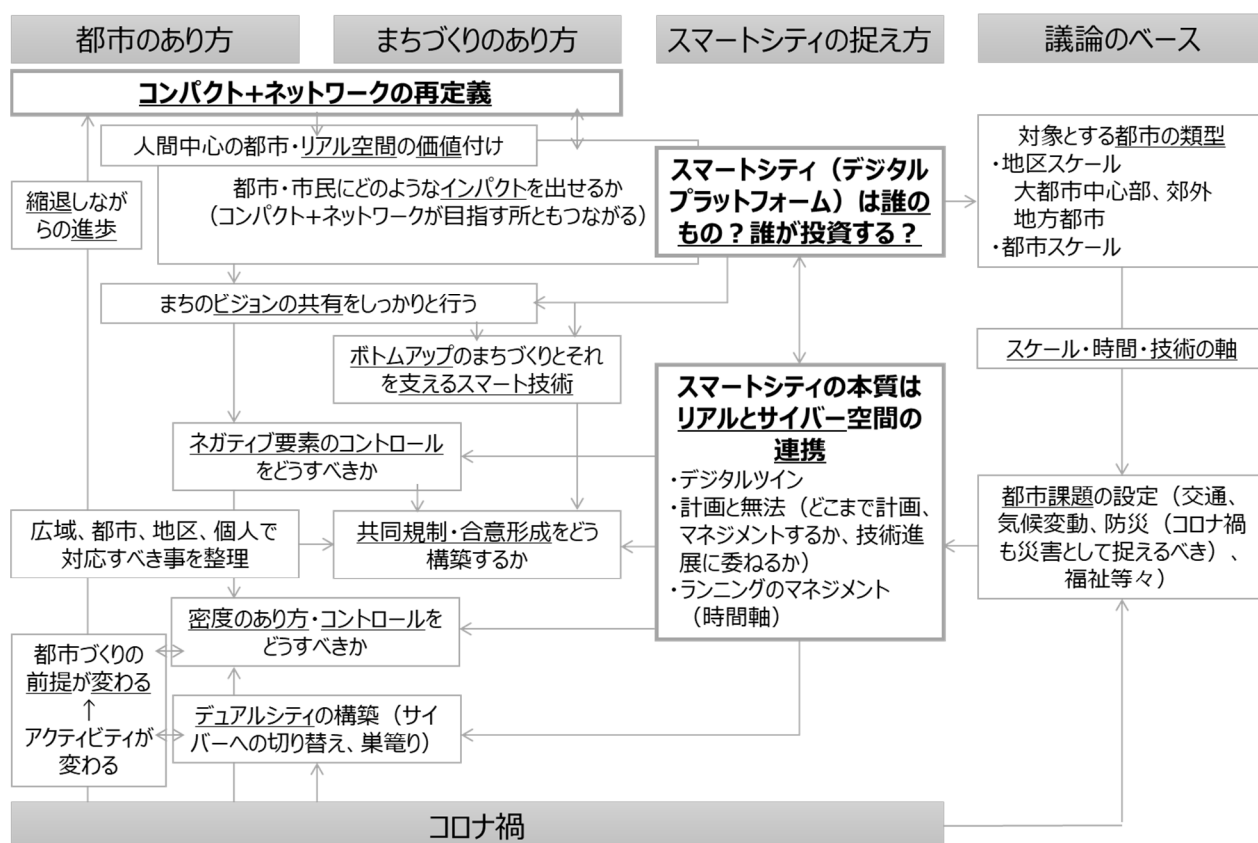 都市のあり方
まちづくりのあり方
スマートシティの捉え方
議論のベース
コンパクト+ネットワークの再定義
人間中心の都市・リアル空間の価値付け
都市・市民にどのようなインパクトを出せるか
（コンパクト+ネットワークが目指す所ともつながる）
縮退しなが
らの進歩
まちのビジョンの共有をしっかりと行う
ボトムアップのまちづくりとそれ
を支えるスマート技術
ネガティブ要素のコントロール
をどうすべきか
広域、都市、地区、個人で
対応すべき事を整理
共同規制・合意形成をどう
構築するか
密度のあり方・コントロールを
どうすべきか
都市づくりの
前提が変わる
↑
アクティビティが
変わる
デュアルシティの構築（サイ
バーへの切り替え、巣篭り）
スマートシティ（デジタル
プラットフォーム）は誰の
もの？誰が投資する？
スマートシティの本質は
リアルとサイバー空間の
連携
・デジタルツイン
・計画と無法（どこまで計画、
マネジメントするか、技術進
展に委ねるか）
・ランニングのマネジメント
（時間軸）
対象とする都市の類型
・地区スケール
大都市中心部、郊外
地方都市
・都市スケール
スケール・時間・技術の軸
都市課題の設定（交通、
気候変動、防災（コロナ禍
も災害として捉えるべき）、
福祉等々）
コロナ禍